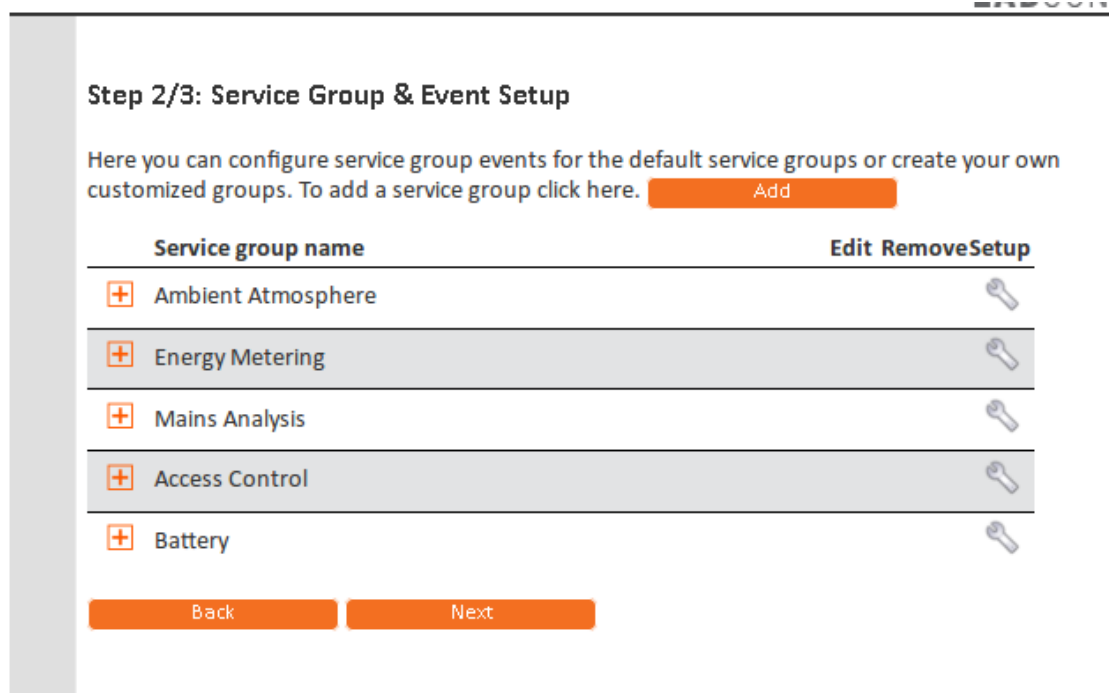 Step 2/3: Service Group & Event Setup
Here you can configure service group events for the default service groups or create your own
customized groups. To add a service group click here. Add
Service group name Edit Remove Setup
Ambient Atmosphere
Energy Metering
Mains Analysis
Access Control
Battery
Back Next